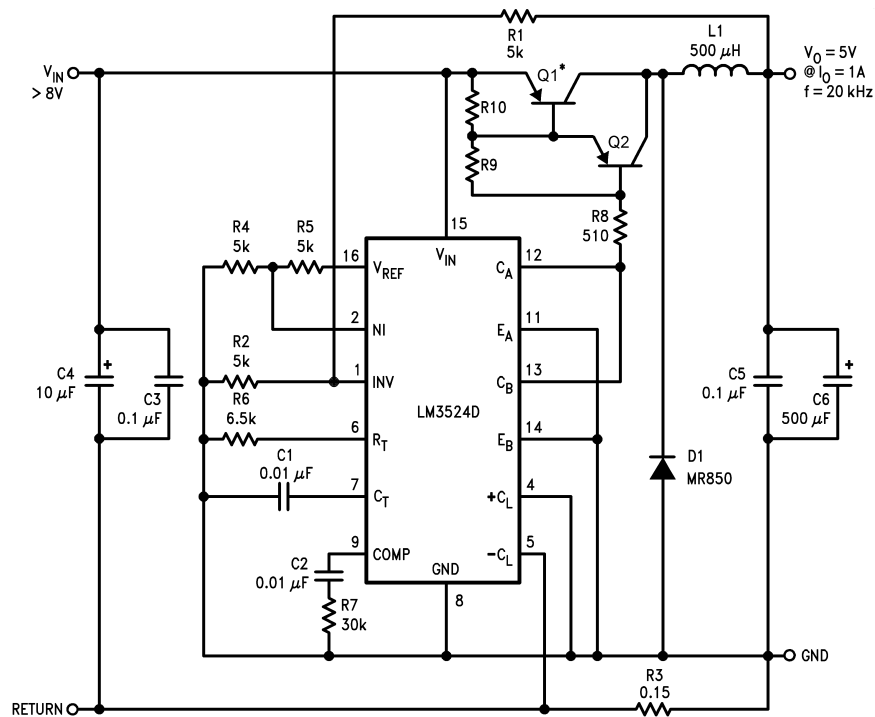 R1
5k
L1
500 μH
V_O = 5V
@ I_O = 1A
f = 20 kHz
V_IN
> 8V
Q1*
R10
Q2
R9
R8
510
15
V_IN
R4
5k
R5
5k
16
V_REF
C_A
12
2
NI
E_A
11
R2
5k
1
INV
C_B
13
LM3524D
C4
+
10 μF
C3
0.1 μF
C5
0.1 μF
+
C6
500 μF
R6
6.5k
6
R_T
E_B
14
C1
0.01 μF
7
C_T
+C_L
4
D1
MR850
9
COMP
-C_L
5
C2
0.01 μF
GND
8
R7
30k
GND
R3
0.15
RETURN